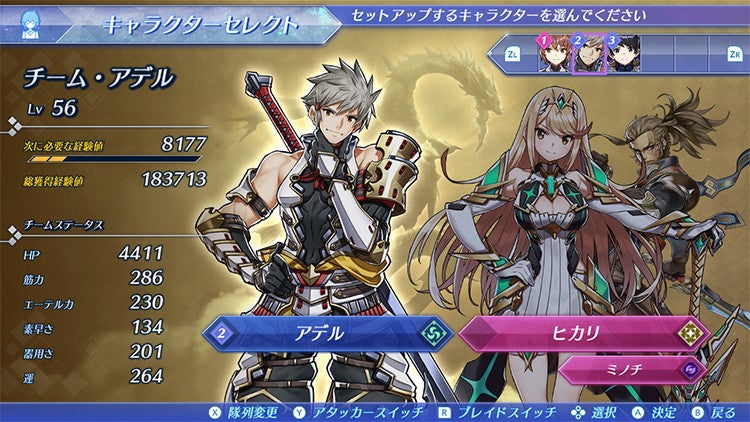 キャラクターセレクト
セットアップするキャラクターを選んでください
ZL
1
2
3
ZR
チーム・アデル
Lv 56
次に必要な経験値 8177
総獲得経験値 183713
チームステータス
HP 4411
筋力 286
エーテル力 230
素早さ 134
器用さ 201
運 264
2 アデル
ヒカリ
ミノチ
X 隊列変更 Y アタッカースイッチ R ブレイドスイッチ 選択 A 決定 B 戻る